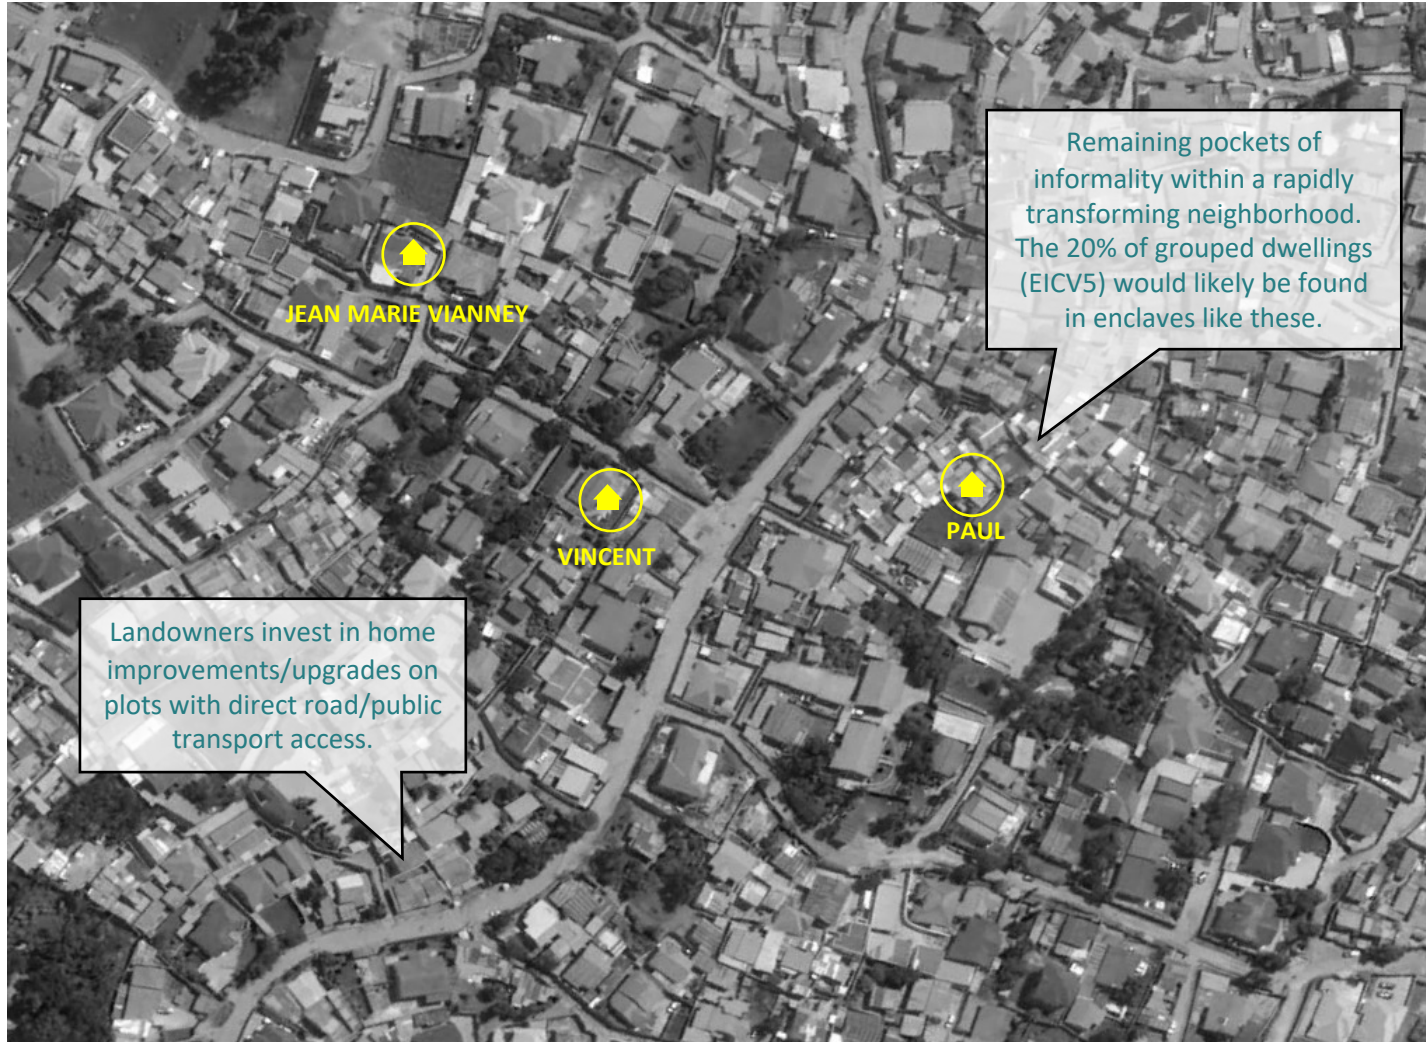 Remaining pockets of
informality within a rapidly
transforming neighborhood.
The 20% of grouped dwellings
(EICV5) would likely be found
in enclaves like these.
JEAN MARIE VIANNEY
PAUL
VINCENT
Landowners invest in home
improvements/upgrades on
plots with direct road/public
transport access.